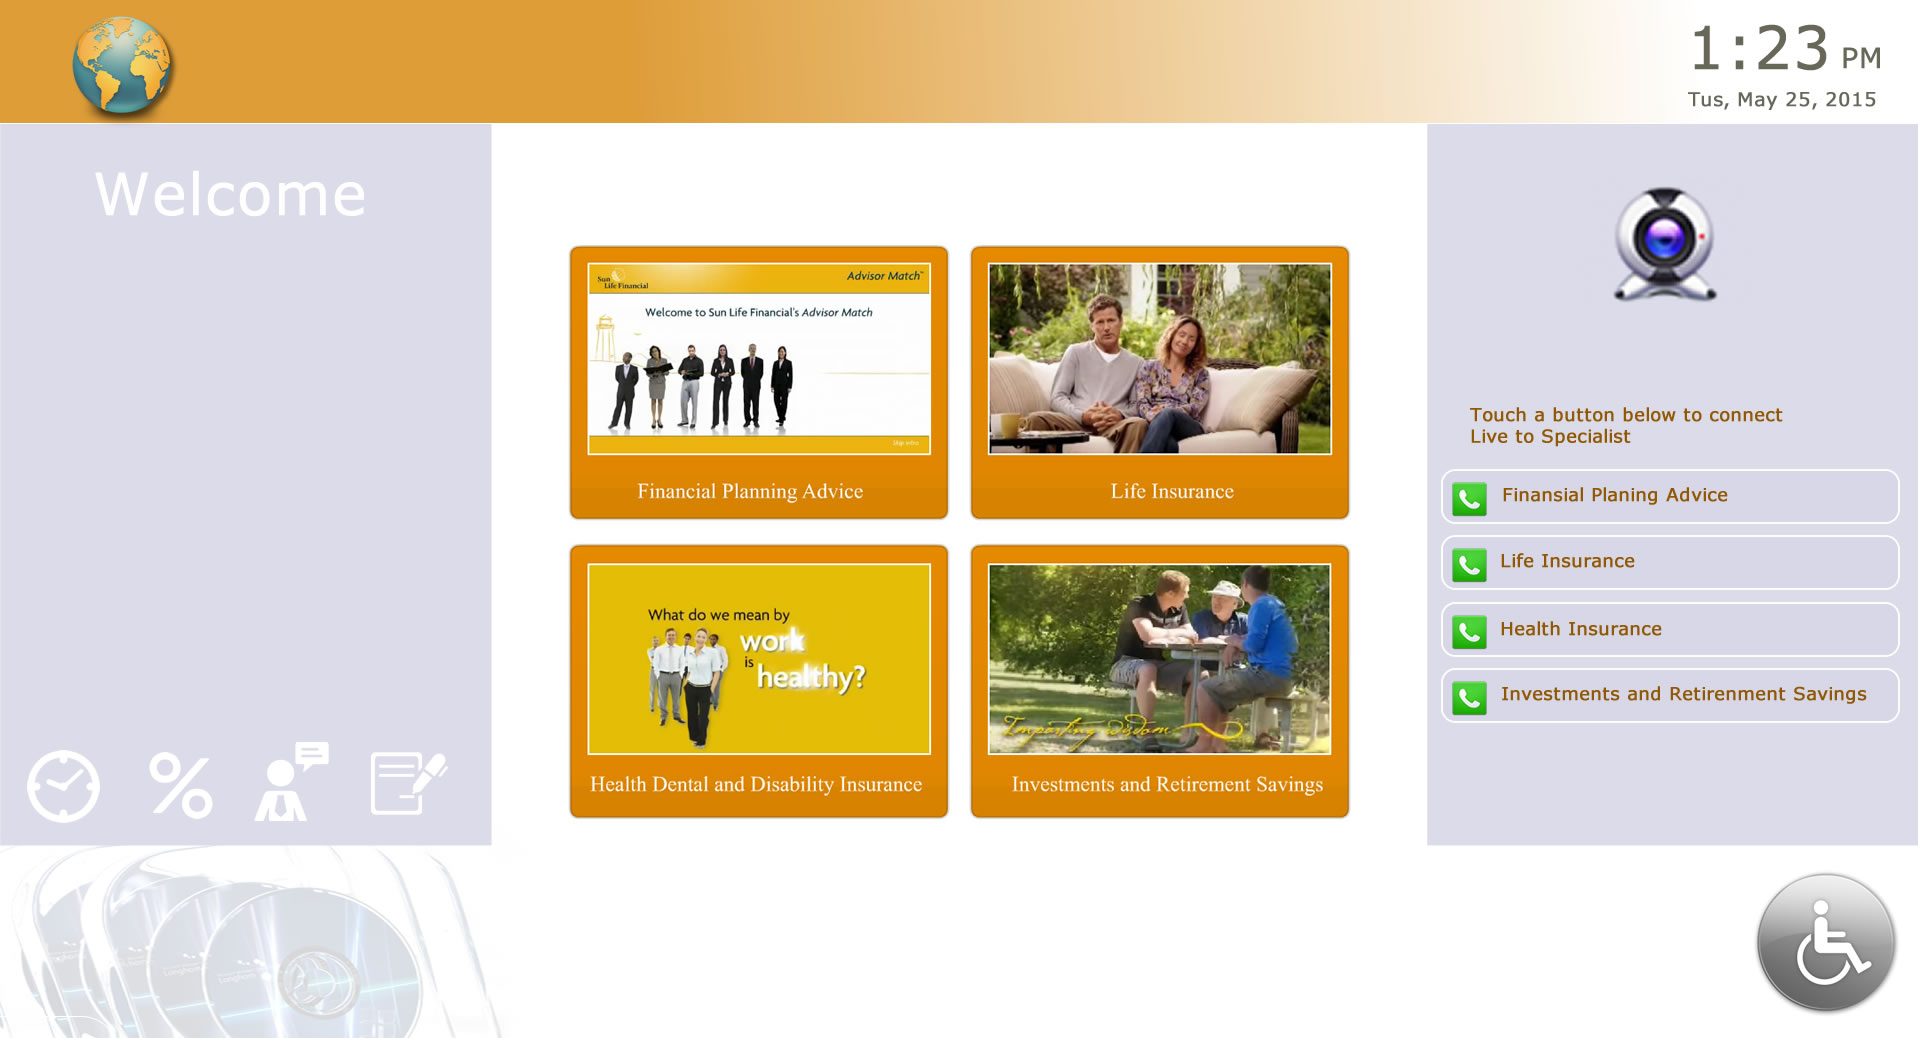 1:23 PM
Tus, May 25, 2015
Welcome
Sun
Life Financial
Advisor Match™
Welcome to Sun Life Financial's Advisor Match
Financial Planning Advice
Life Insurance
What do we mean by
work
is
healthy?
Health Dental and Disability Insurance
Imparting Wisdom
Investments and Retirement Savings
Touch a button below to connect
Live to Specialist
Finansial Planing Advice
Life Insurance
Health Insurance
Investments and Retirenment Savings
%
Longhorn